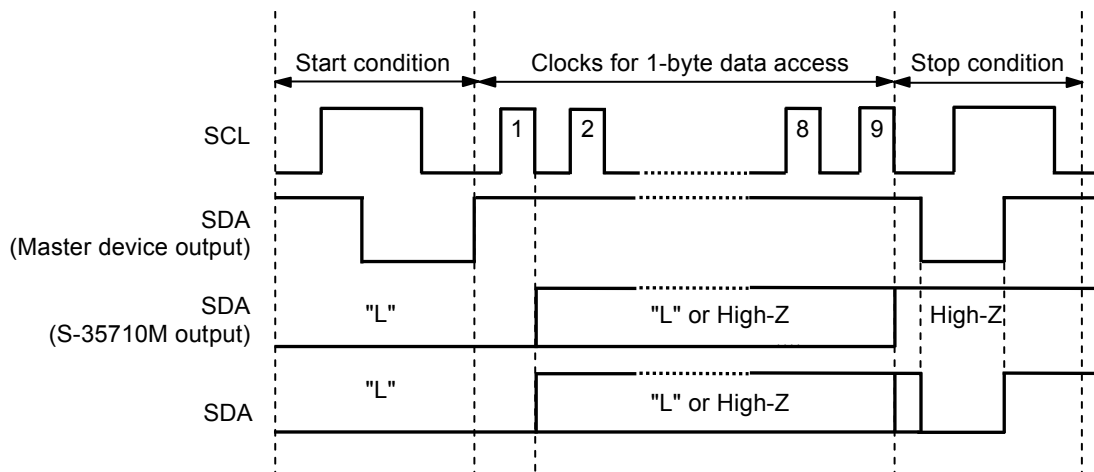 Start condition
Clocks for 1-byte data access
Stop condition
SCL
1
2
8
9
SDA
(Master device output)
SDA
(S-35710M output)
"L"
"L" or High-Z
High-Z
SDA
"L"
"L" or High-Z